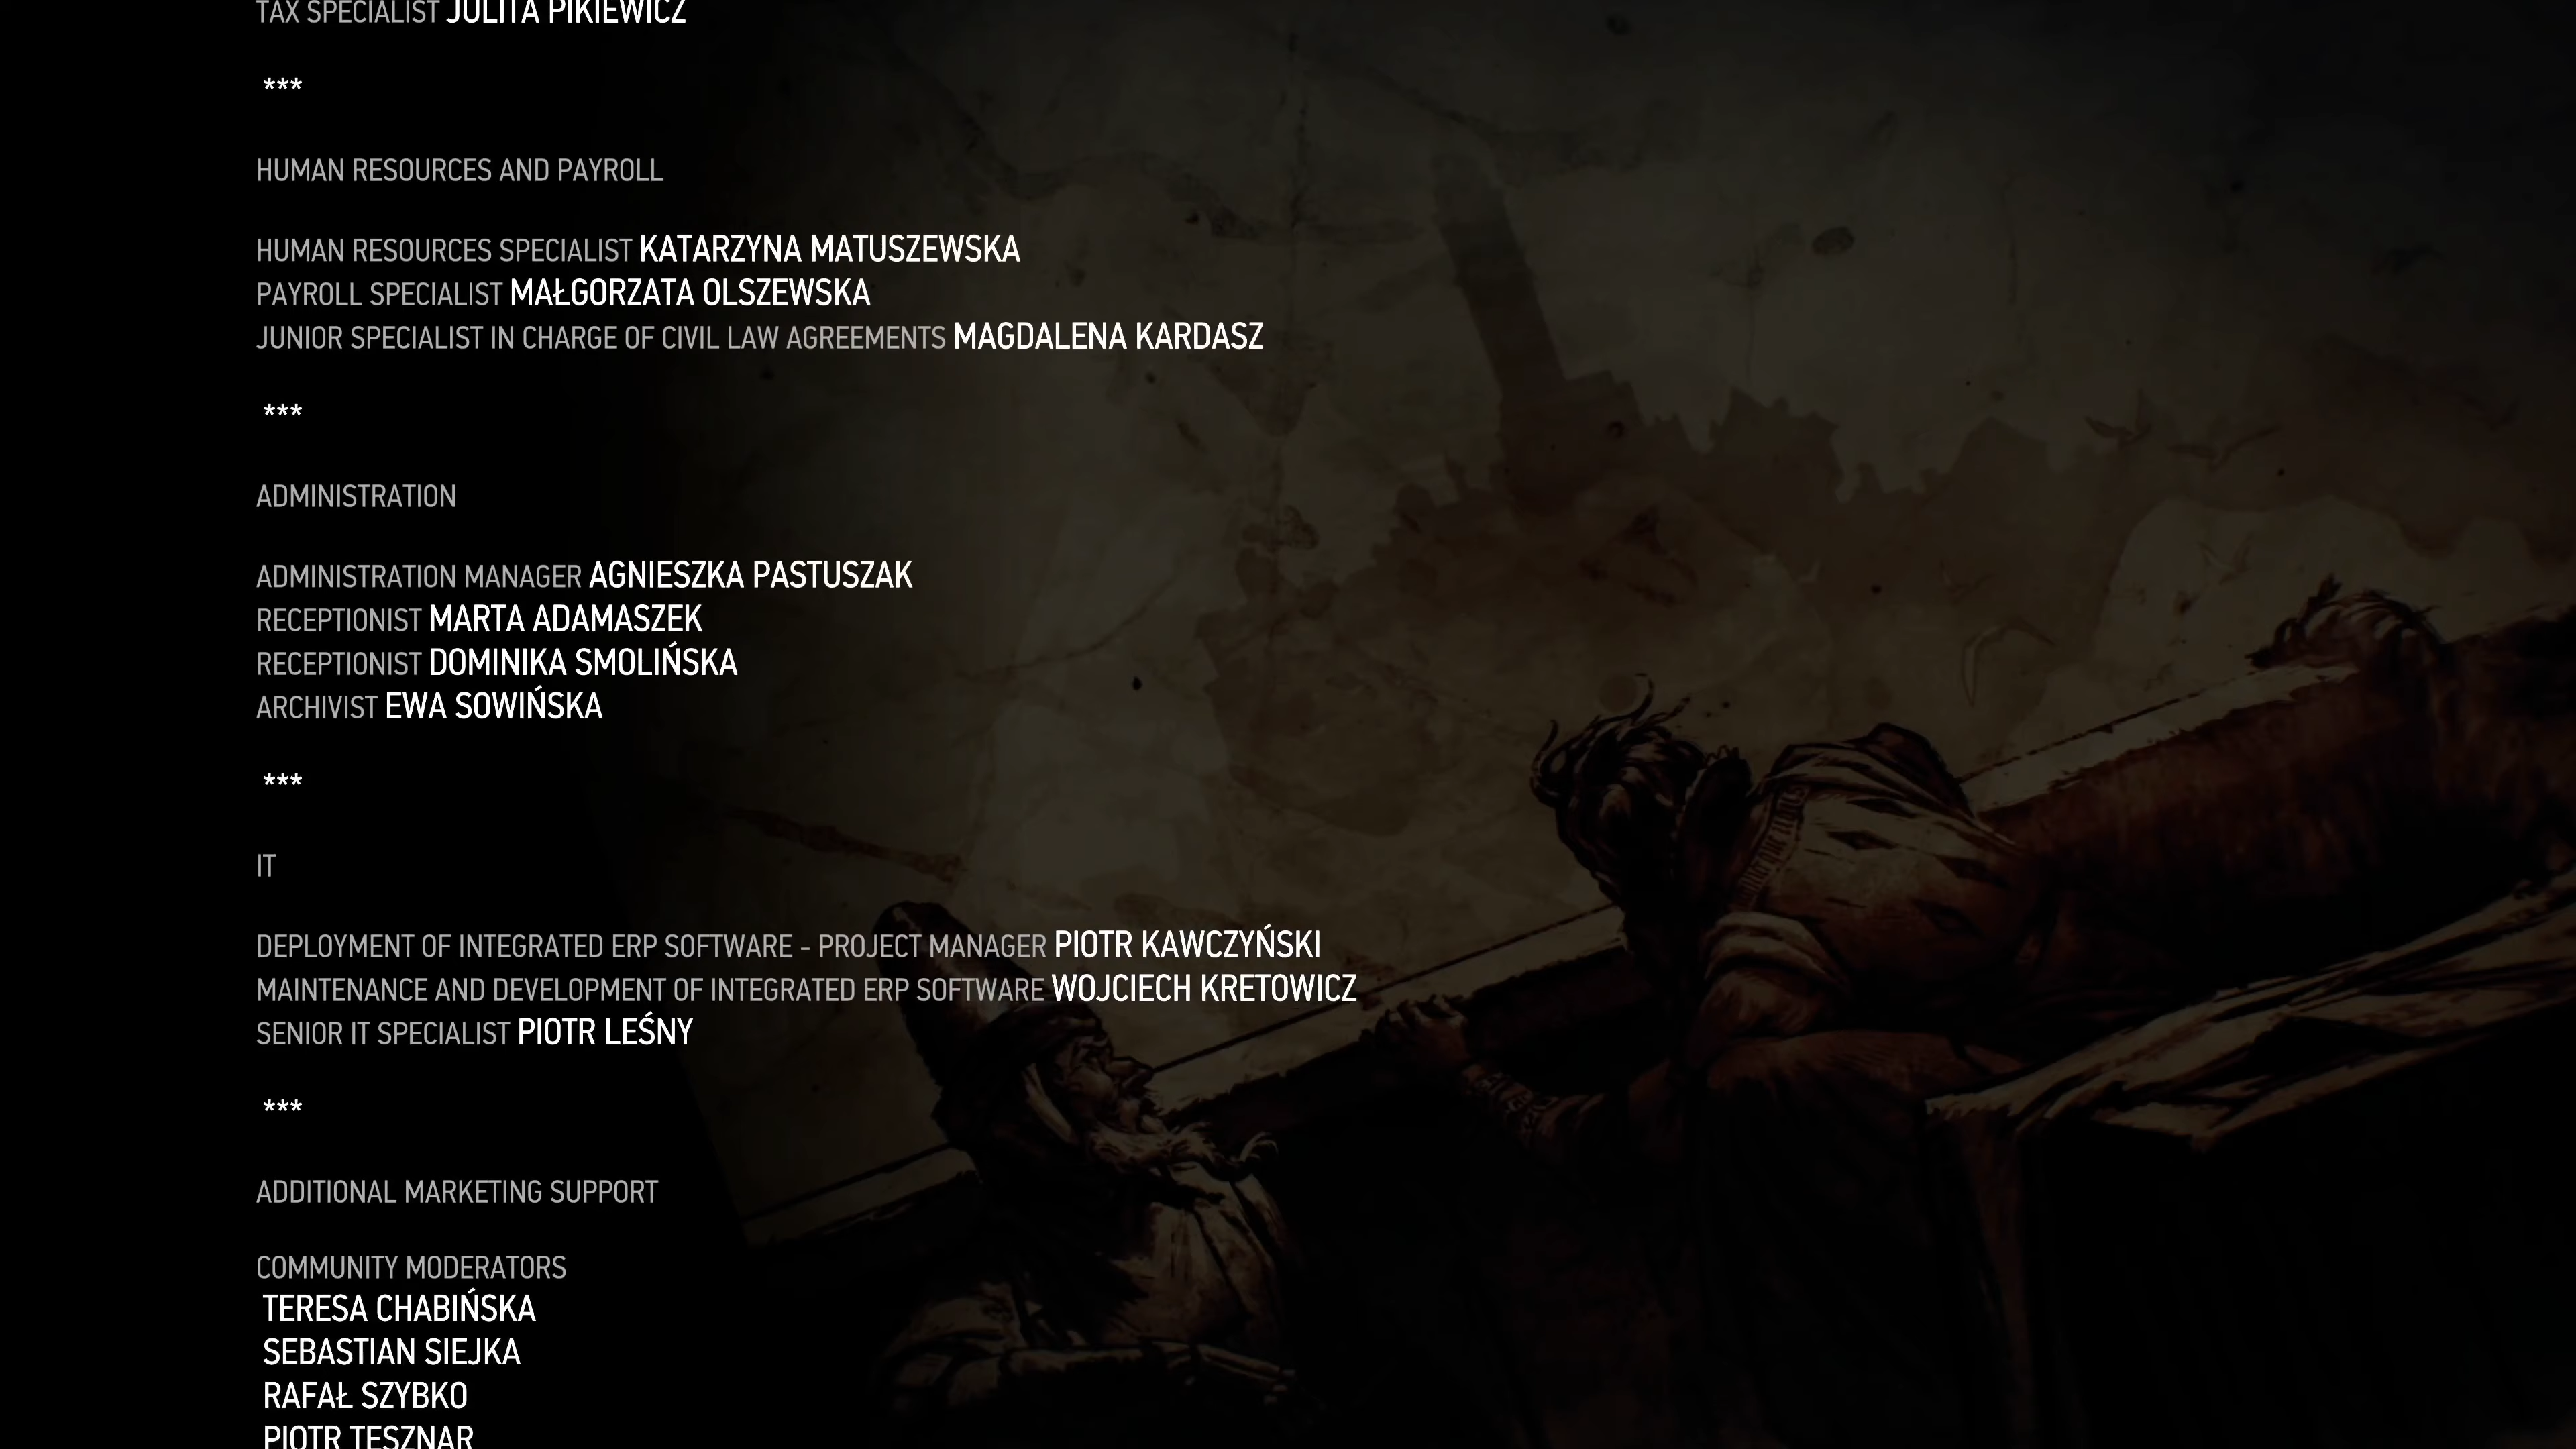 TAX SPECIALIST JULITA PIKIEWICZ
***
HUMAN RESOURCES AND PAYROLL
HUMAN RESOURCES SPECIALIST KATARZYNA MATUSZEWSKA
PAYROLL SPECIALIST MAŁGORZATA OLSZEWSKA
JUNIOR SPECIALIST IN CHARGE OF CIVIL LAW AGREEMENTS MAGDALENA KARDASZ
***
ADMINISTRATION
ADMINISTRATION MANAGER AGNIESZKA PASTUSZAK
RECEPTIONIST MARTA ADAMASZEK
RECEPTIONIST DOMINIKA SMOLIŃSKA
ARCHIVIST EWA SOWIŃSKA
***
IT
DEPLOYMENT OF INTEGRATED ERP SOFTWARE - PROJECT MANAGER PIOTR KAWCZYŃSKI
MAINTENANCE AND DEVELOPMENT OF INTEGRATED ERP SOFTWARE WOJCIECH KRETOWICZ
SENIOR IT SPECIALIST PIOTR LEŚNY
***
ADDITIONAL MARKETING SUPPORT
COMMUNITY MODERATORS
TERESA CHABIŃSKA
SEBASTIAN SIEJKA
RAFAŁ SZYBKO
PIOTR TESZNAR